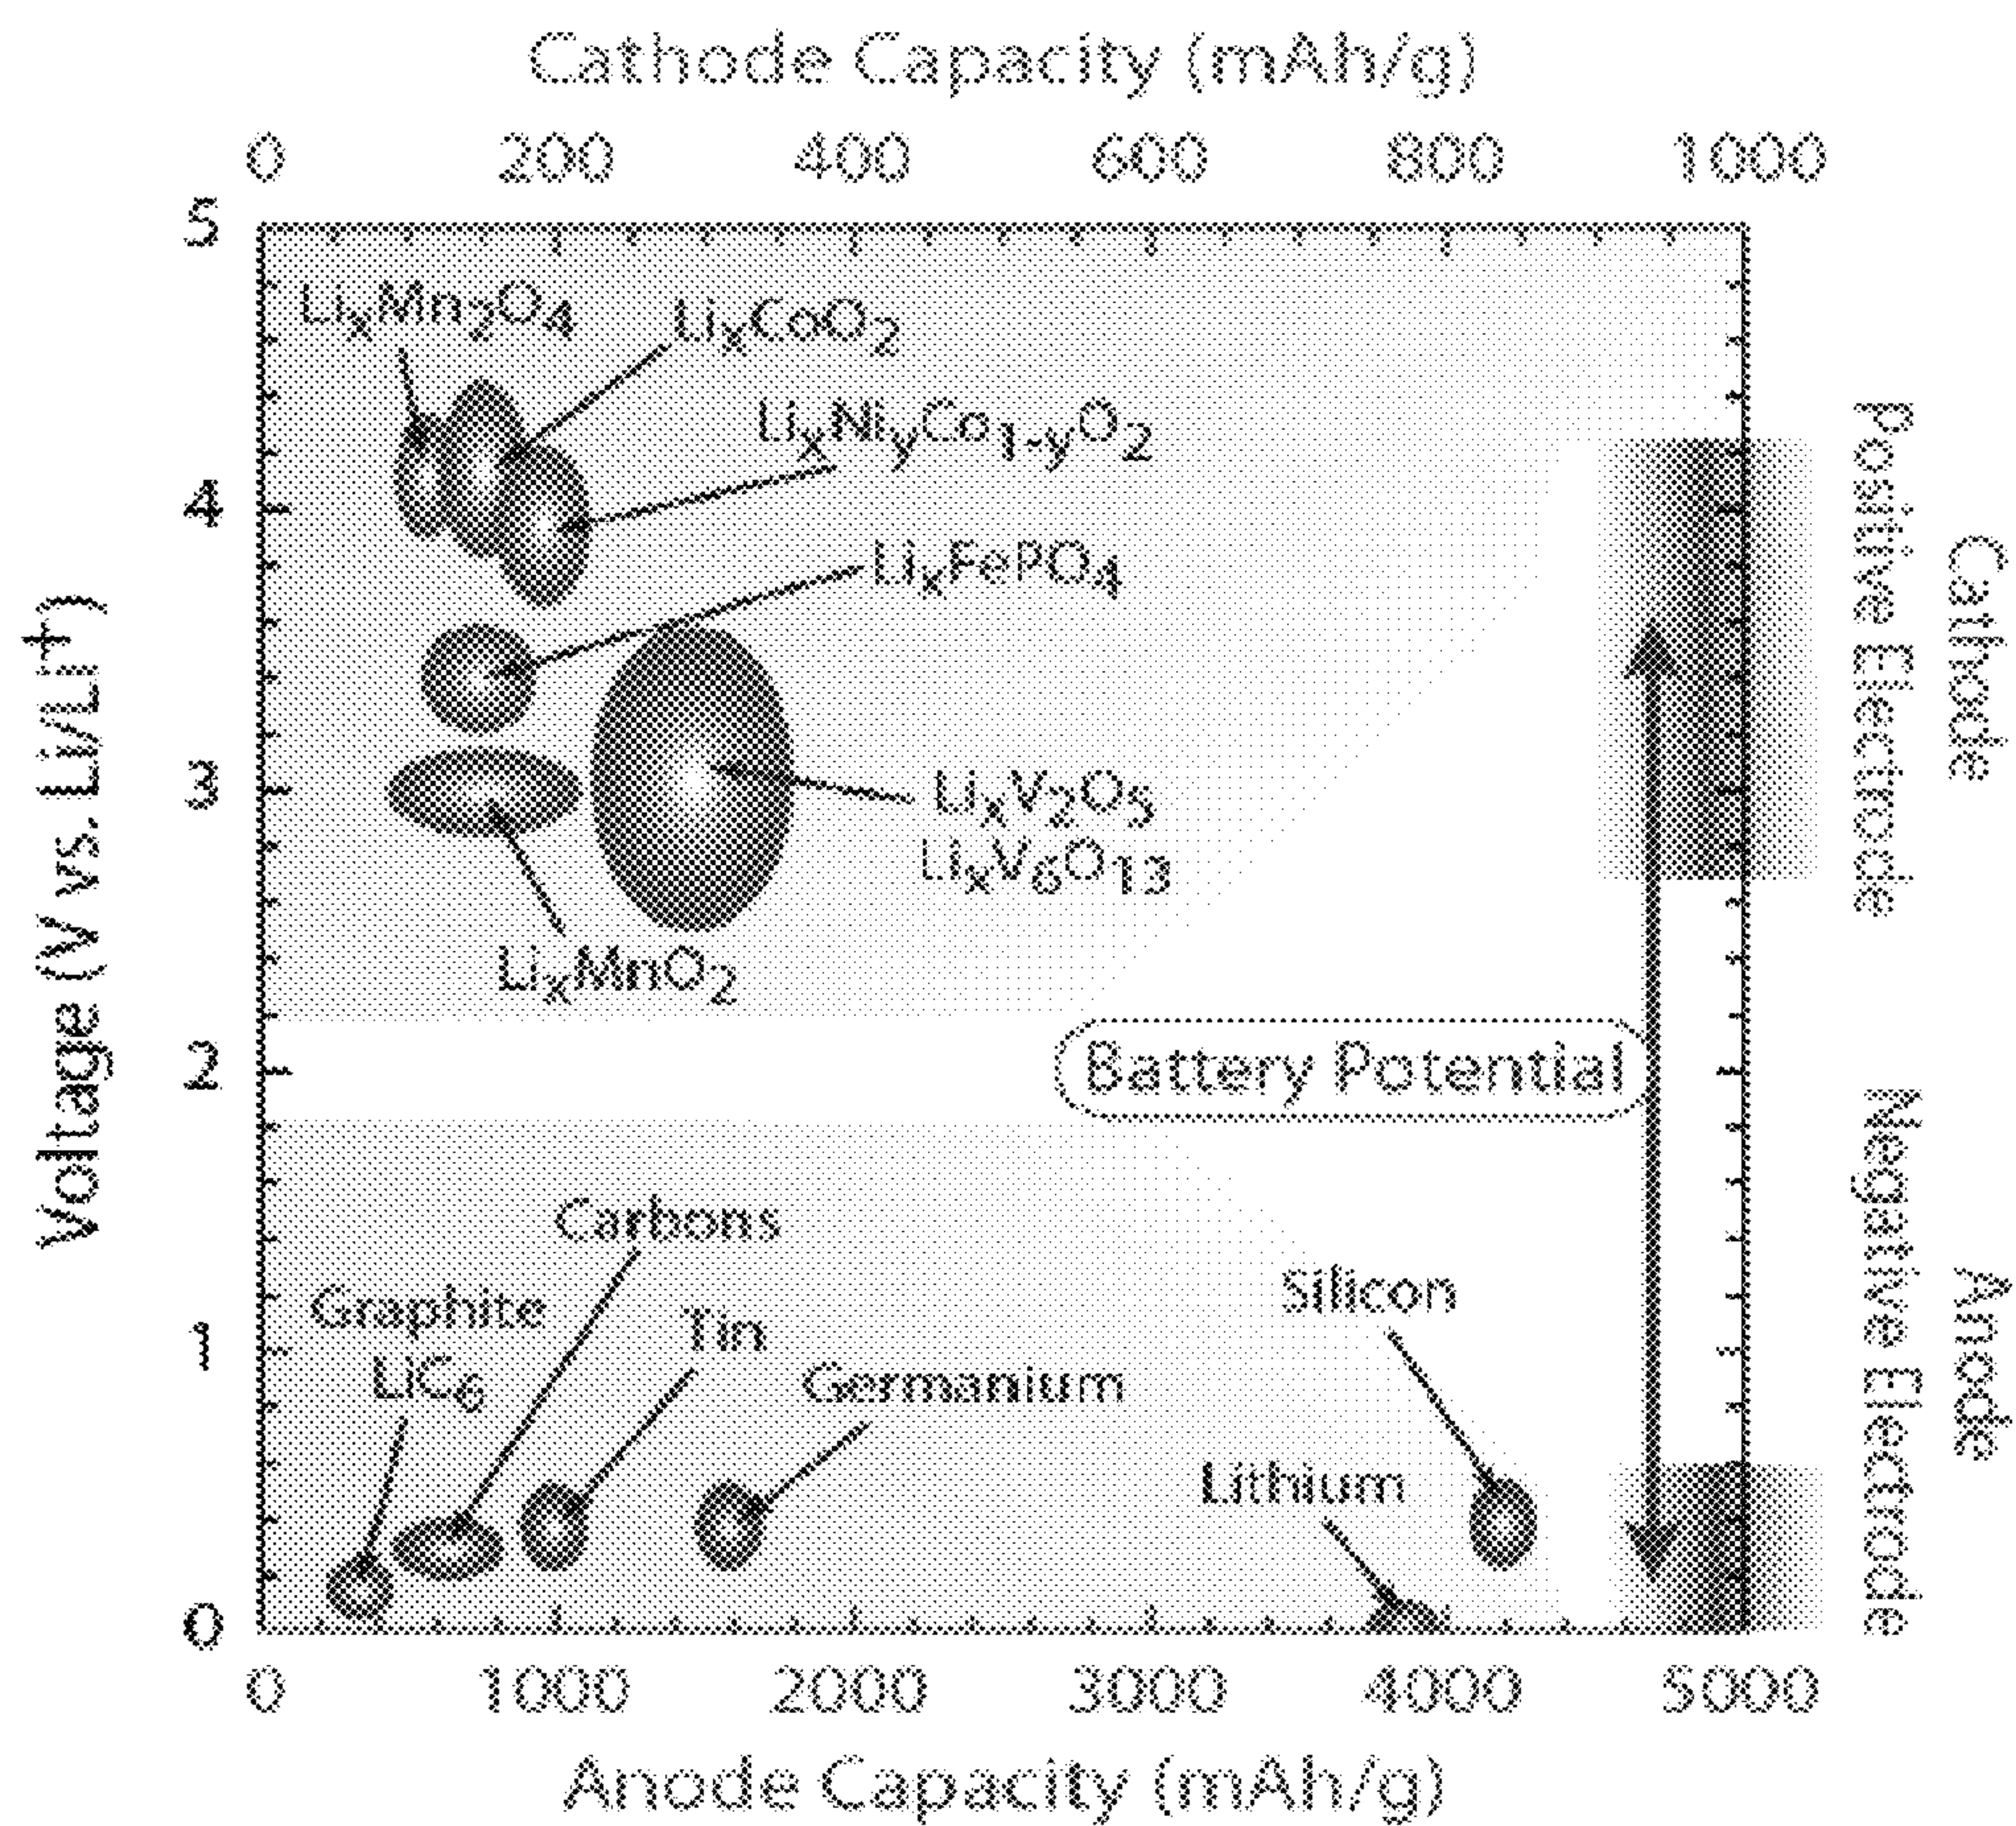 Cathode Capacity (mAh/g)
0 200 400 600 800 1000
5
4
3
2
1
0
Voltage (V vs. Li/Li⁺)
LiₓMn₂O₄
LiₓCoO₂
LiₓNiᵧCo₁₋ᵧO₂
LiₓFePO₄
LiₓV₂O₅
LiₓV₆O₁₃
LiₓMnO₂
Battery Potential
Carbons
Graphite
LiC₆
Tin
Germanium
Silicon
Lithium
Positive Electrode
Cathode
Negative Electrode
Anode
0 1000 2000 3000 4000 5000
Anode Capacity (mAh/g)